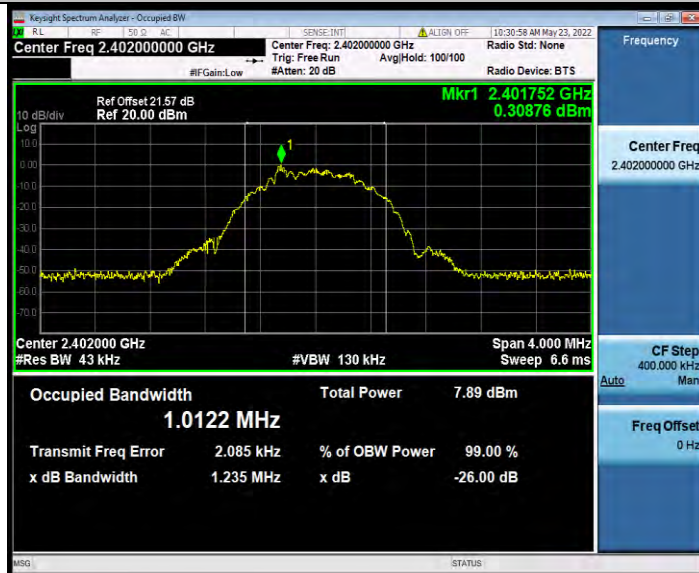 Keysight Spectrum Analyzer - Occupied BW
RL RF 50 Ω AC SENSE:INT ALIGN OFF 10:30:58 AM May 23, 2022
Center Freq 2.402000000 GHz
Center Freq: 2.402000000 GHz
Radio Std: None
Trig: Free Run Avg|Hold: 100/100
#IFGain:Low #Atten: 20 dB Radio Device: BTS
Frequency
Ref Offset 21.57 dB
Mkr1 2.401752 GHz
10 dB/div Ref 20.00 dBm
0.30876 dBm
Log
10.0
0.00
-10.0
-20.0
-30.0
-40.0
-50.0
-60.0
-70.0
1
Center 2.402000 GHz Span 4.000 MHz
#Res BW 43 kHz #VBW 130 kHz Sweep 6.6 ms
Occupied Bandwidth Total Power 7.89 dBm
1.0122 MHz
Transmit Freq Error 2.085 kHz % of OBW Power 99.00 %
x dB Bandwidth 1.235 MHz x dB -26.00 dB
Center Freq
2.402000000 GHz
CF Step
400.000 kHz
Auto Man
Freq Offset
0 Hz
MSG STATUS